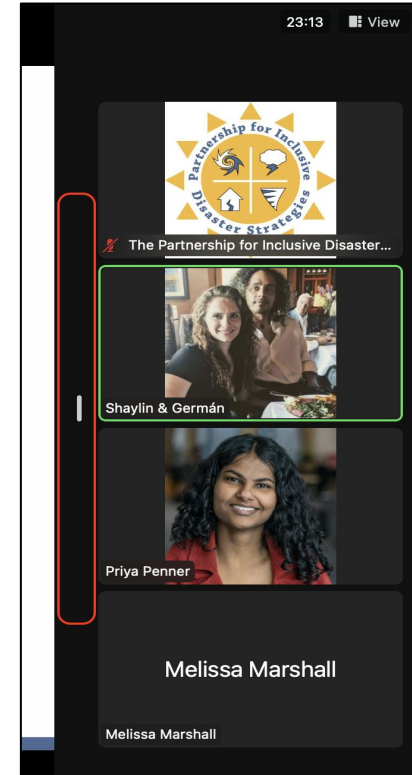 23:13 View
Partnership for Inclusive
Disaster Strategies
The Partnership for Inclusive Disaster...
Shaylin & Germán
Priya Penner
Melissa Marshall
Melissa Marshall